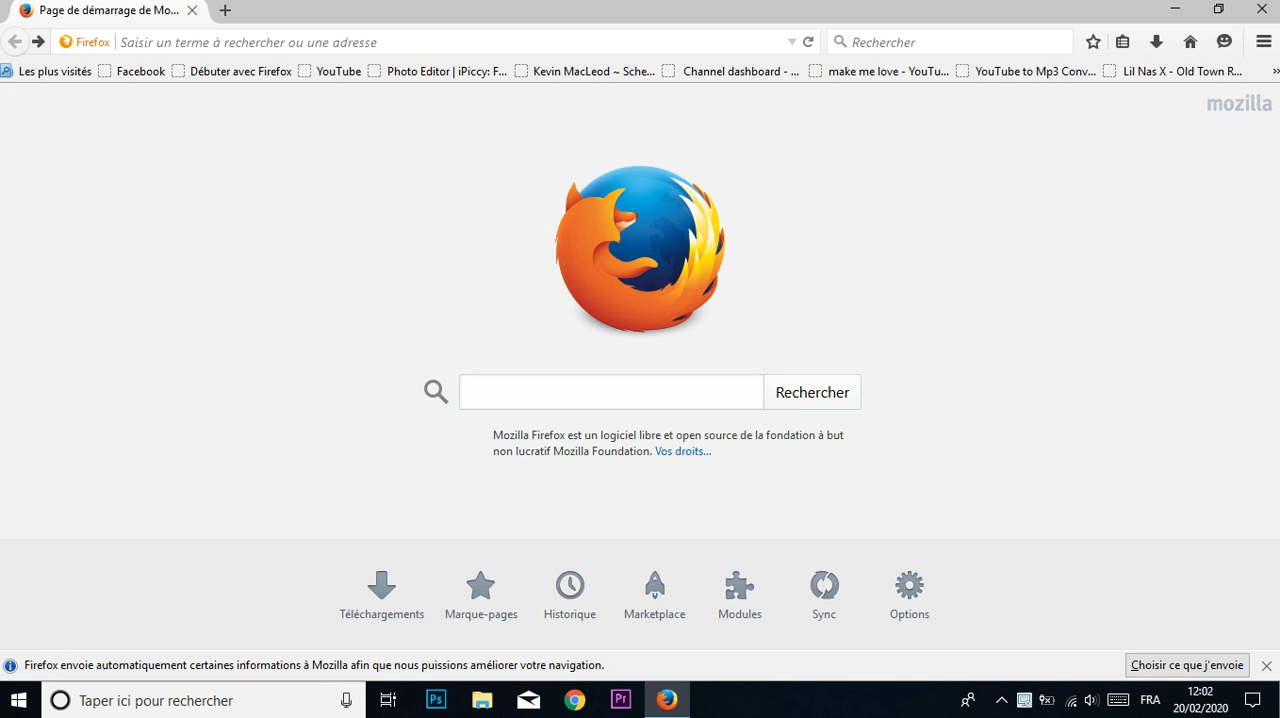 Page de démarrage de Mo...
Firefox Saisir un terme à rechercher ou une adresse Rechercher
Les plus visités Facebook Débuter avec Firefox YouTube Photo Editor | iPiccy: F... Kevin MacLeod ~ Sche... Channel dashboard - ... make me love - YouTu... YouTube to Mp3 Conv... Lil Nas X - Old Town R...
mozilla
Rechercher
Mozilla Firefox est un logiciel libre et open source de la fondation à but
non lucratif Mozilla Foundation. Vos droits...
Téléchargements Marque-pages Historique Marketplace Modules Sync Options
Firefox envoie automatiquement certaines informations à Mozilla afin que nous puissions améliorer votre navigation. Choisir ce que j'envoie
Taper ici pour rechercher Ps Pr FRA 12:02
20/02/2020